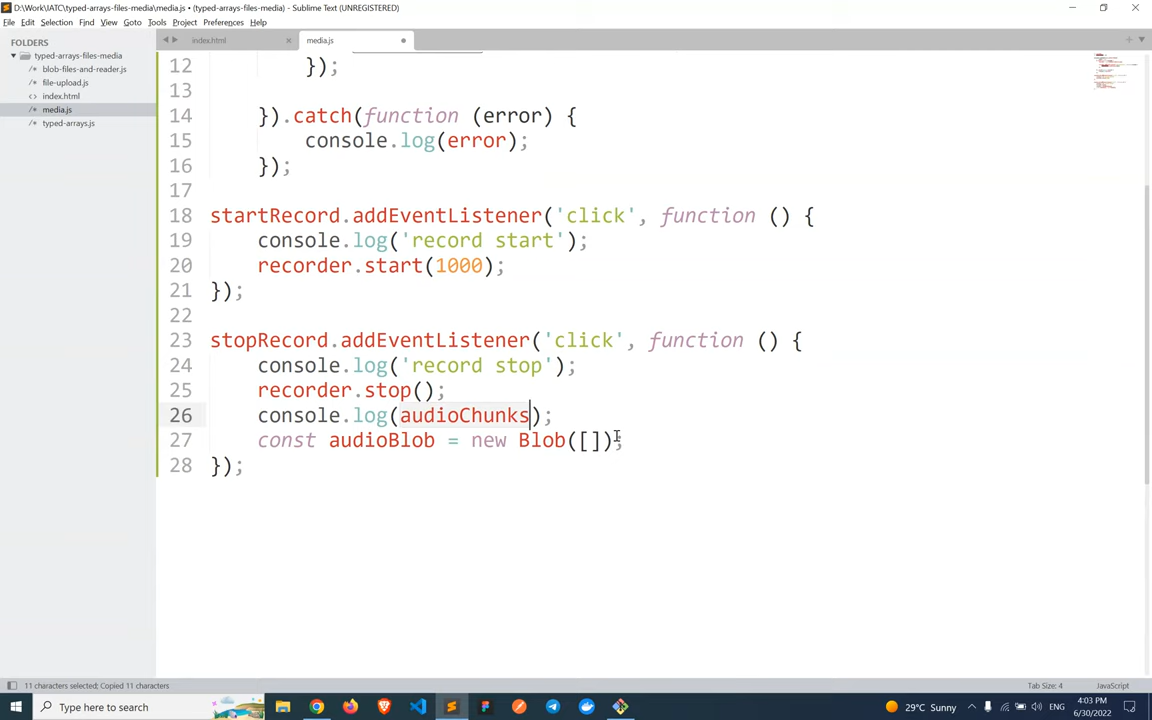 D:\Work\IATC\typed-arrays-files-media\media.js • (typed-arrays-files-media) - Sublime Text (UNREGISTERED)
File Edit Selection Find View Goto Tools Project Preferences Help
FOLDERS
typed-arrays-files-media
blob-files-and-reader.js
file-upload.js
index.html
media.js
typed-arrays.js
index.html
media.js
12 });
13
14 }).catch(function (error) {
15 console.log(error);
16 });
17
18 startRecord.addEventListener('click', function () {
19 console.log('record start');
20 recorder.start(1000);
21 });
22
23 stopRecord.addEventListener('click', function () {
24 console.log('record stop');
25 recorder.stop();
26 console.log(audioChunks);
27 const audioBlob = new Blob([]);
28 });
11 characters selected; Copied 11 characters
Tab Size: 4
JavaScript
Type here to search
29°C Sunny
ENG
4:03 PM
6/30/2022